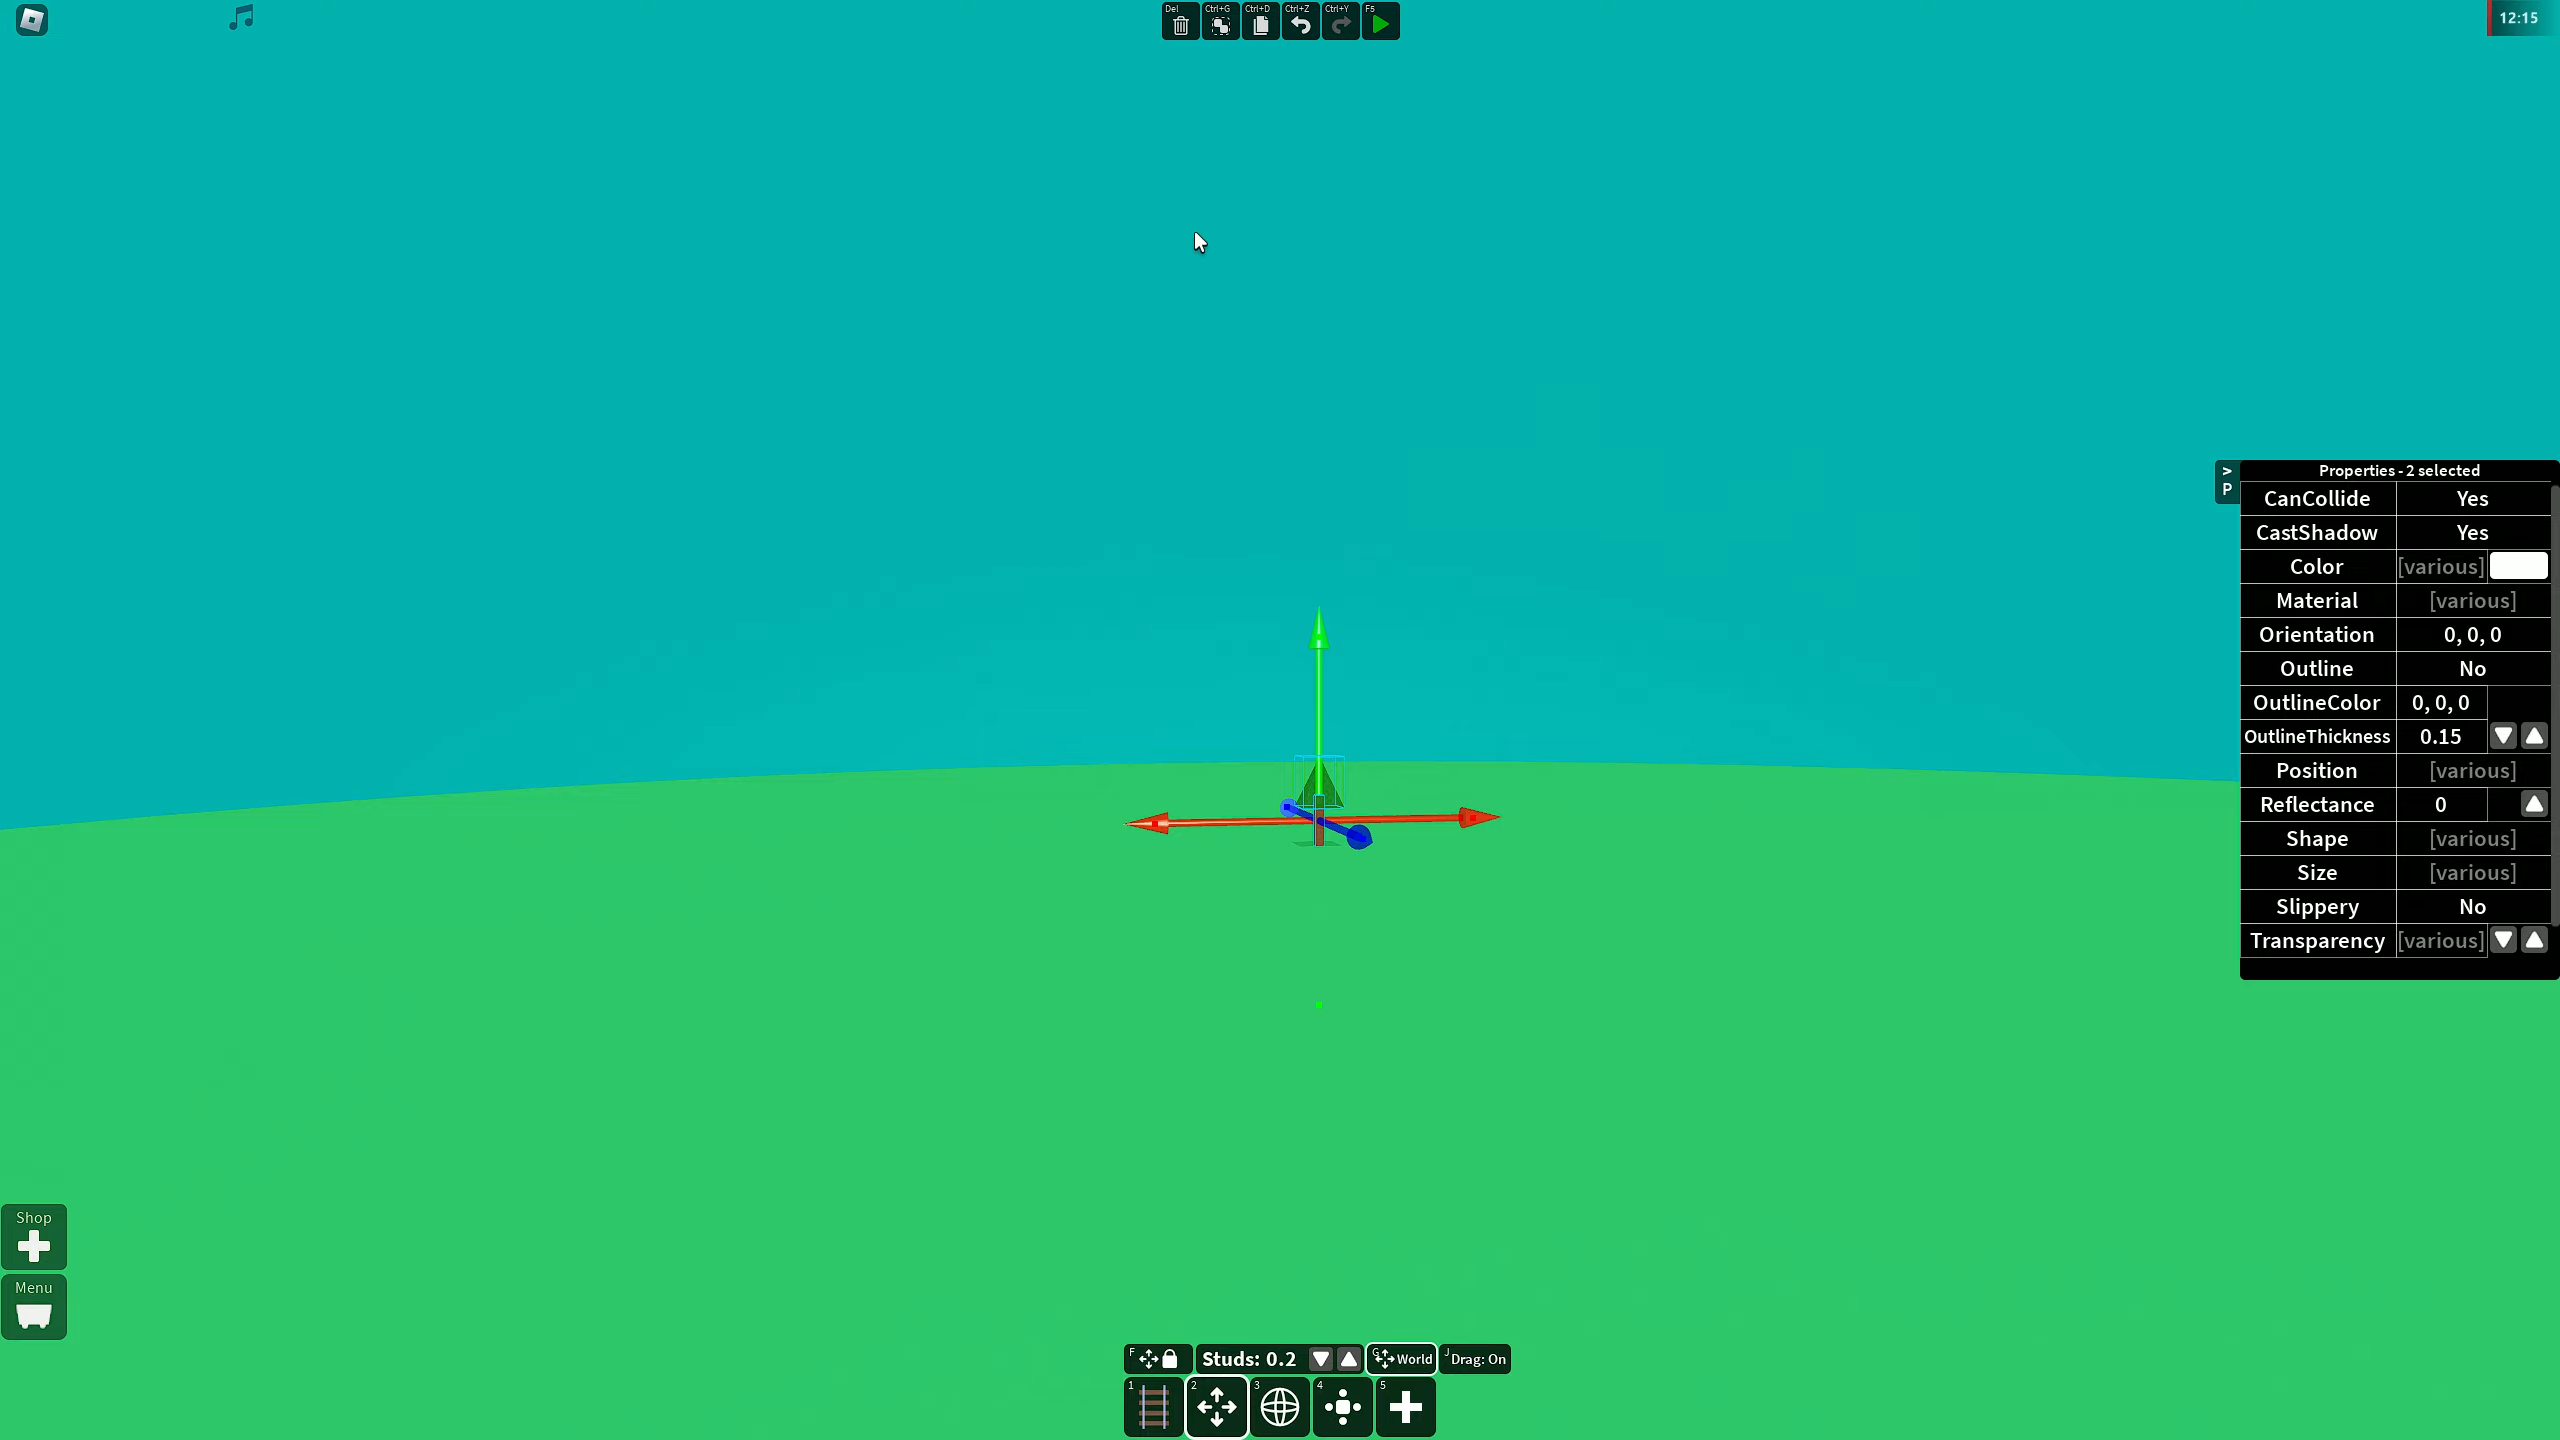 Del
Ctrl+G
Ctrl+D
Ctrl+Z
Ctrl+Y
F5
12:15
> P
Properties - 2 selected
CanCollide Yes
CastShadow Yes
Color [various]
Material [various]
Orientation 0, 0, 0
Outline No
OutlineColor 0, 0, 0
OutlineThickness 0.15
Position [various]
Reflectance 0
Shape [various]
Size [various]
Slippery No
Transparency [various]
Shop
Menu
F
Studs: 0.2
G World
J Drag: On
1
2
3
4
5